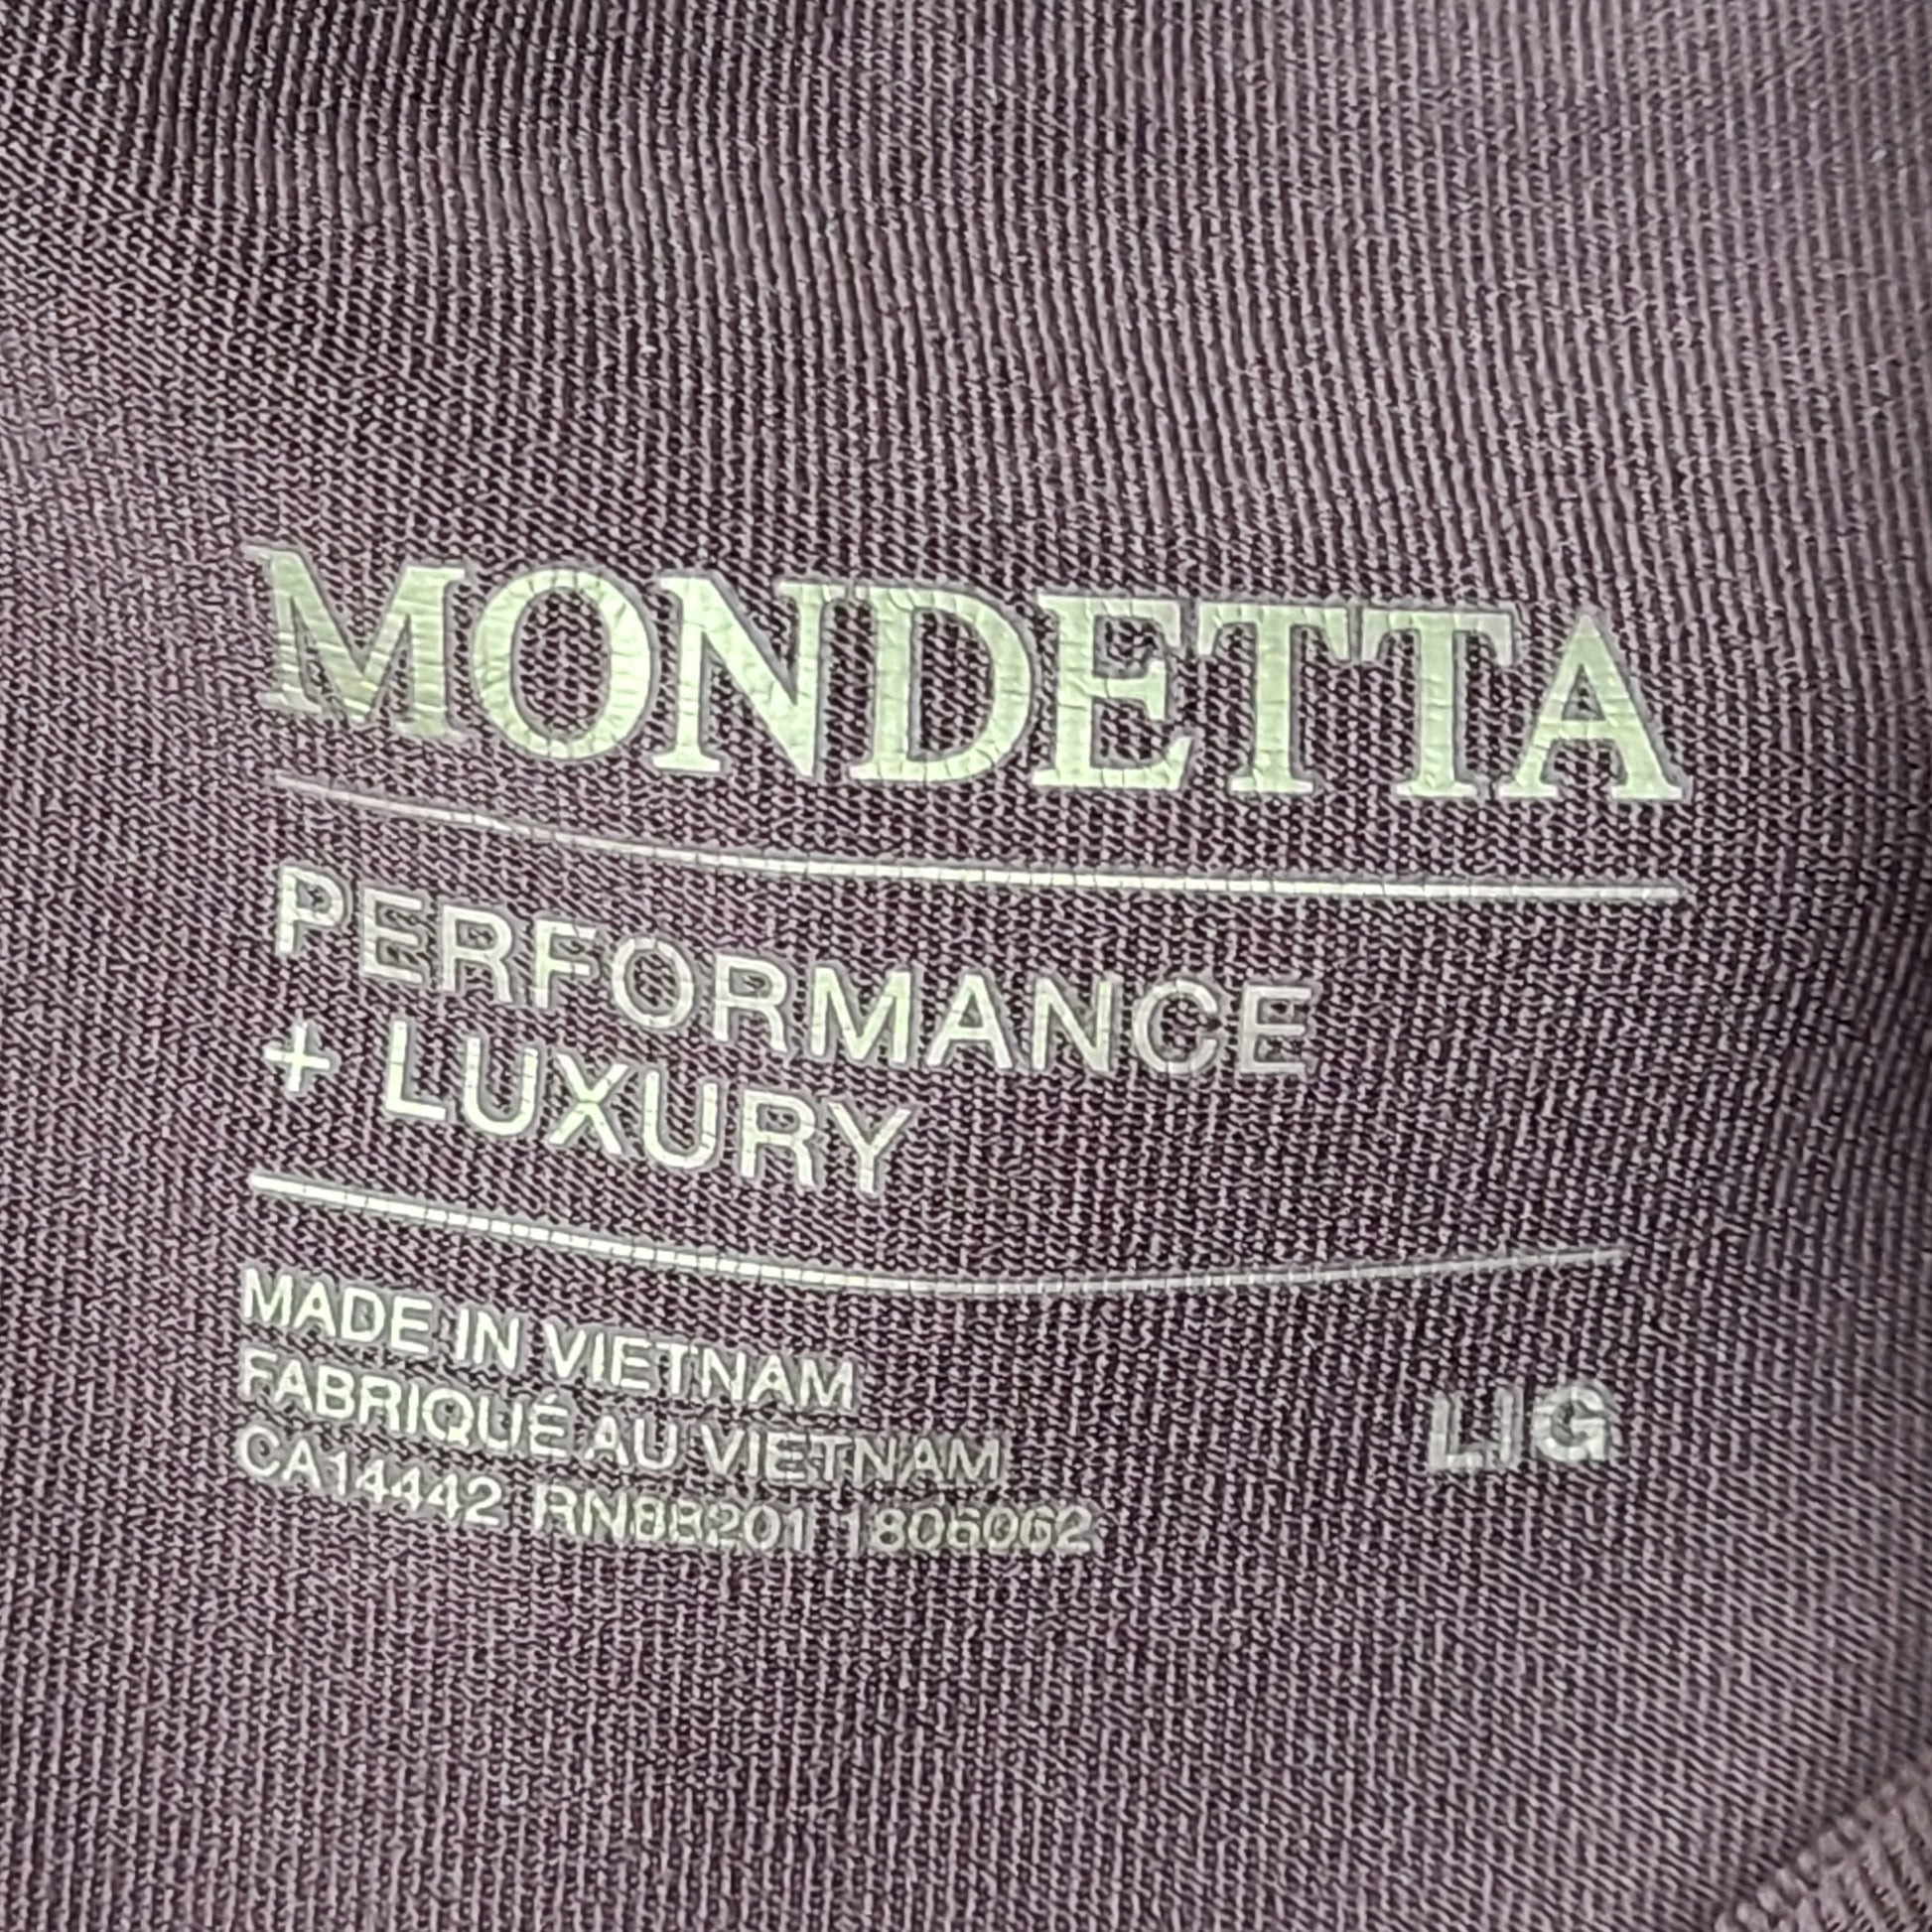 MONDETTA
PERFORMANCE
+ LUXURY
MADE IN VIETNAM
FABRIQUÉ AU VIETNAM
L/G
CA14442 RN88201 1806062